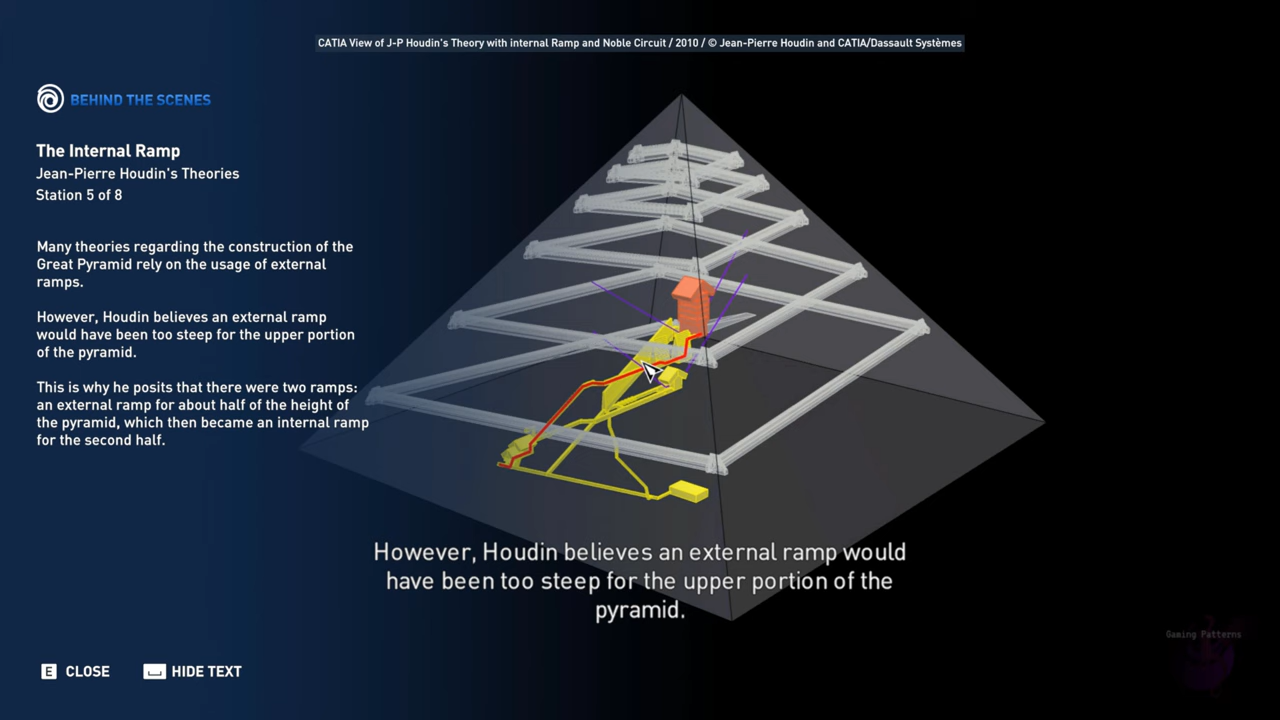 CATIA View of J-P Houdin's Theory with internal Ramp and Noble Circuit / 2010 / © Jean-Pierre Houdin and CATIA/Dassault Systèmes
BEHIND THE SCENES
The Internal Ramp
Jean-Pierre Houdin's Theories
Station 5 of 8
Many theories regarding the construction of the
Great Pyramid rely on the usage of external
ramps.
However, Houdin believes an external ramp
would have been too steep for the upper portion
of the pyramid.
This is why he posits that there were two ramps:
an external ramp for about half of the height of
the pyramid, which then became an internal ramp
for the second half.
However, Houdin believes an external ramp would
have been too steep for the upper portion of the
pyramid.
Gaming Patterns
E CLOSE
HIDE TEXT